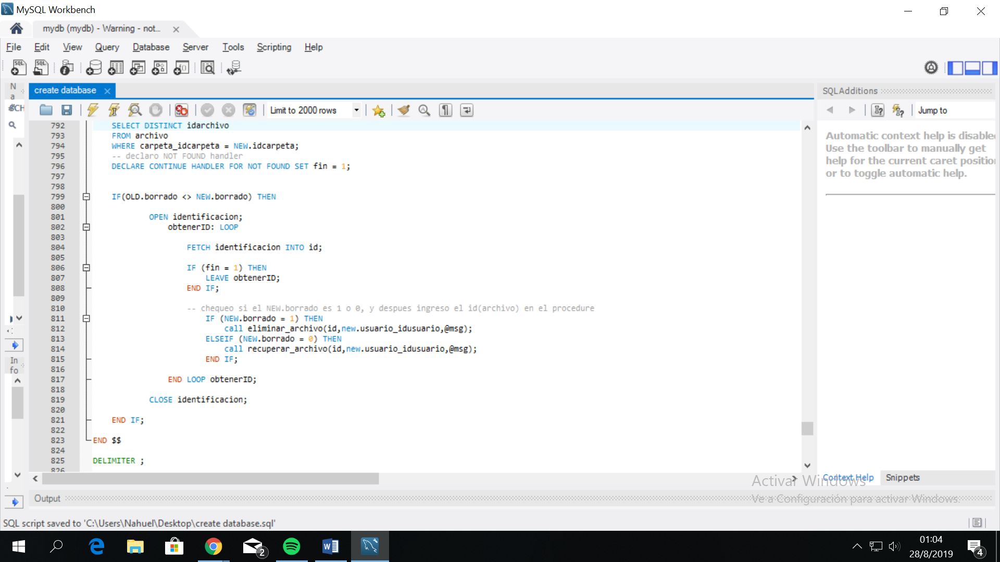 MySQL Workbench
mydb (mydb) - Warning - not...
File Edit View Query Database Server Tools Scripting Help
create database
SQLAdditions
Limit to 2000 rows
Jump to
Automatic context help is disabled
Use the toolbar to manually get
help for the current caret position
or to toggle automatic help.
792 SELECT DISTINCT idarchivo
793 FROM archivo
794 WHERE carpeta_idcarpeta = NEW.idcarpeta;
795 -- declaro NOT FOUND handler
796 DECLARE CONTINUE HANDLER FOR NOT FOUND SET fin = 1;
797
798
799 IF(OLD.borrado <> NEW.borrado) THEN
800
801 OPEN identificacion;
802 obtenerID: LOOP
803
804 FETCH identificacion INTO id;
805
806 IF (fin = 1) THEN
807 LEAVE obtenerID;
808 END IF;
809
810 -- chequeo si el NEW.borrado es 1 o 0, y despues ingreso el id(archivo) en el procedure
811 IF (NEW.borrado = 1) THEN
812 call eliminar_archivo(id,new.usuario_idusuario,@msg);
813 ELSEIF (NEW.borrado = 0) THEN
814 call recuperar_archivo(id,new.usuario_idusuario,@msg);
815 END IF;
816
817 END LOOP obtenerID;
818
819 CLOSE identificacion;
820
821 END IF;
822
823 END $$
824
825 DELIMITER ;
826
Na
SCH
Info
Context Help Snippets
Activar Windows
Ve a Configuración para activar Windows.
Output
SQL script saved to 'C:\Users\Nahuel\Desktop\create database.sql'
2
01:04
28/8/2019
4